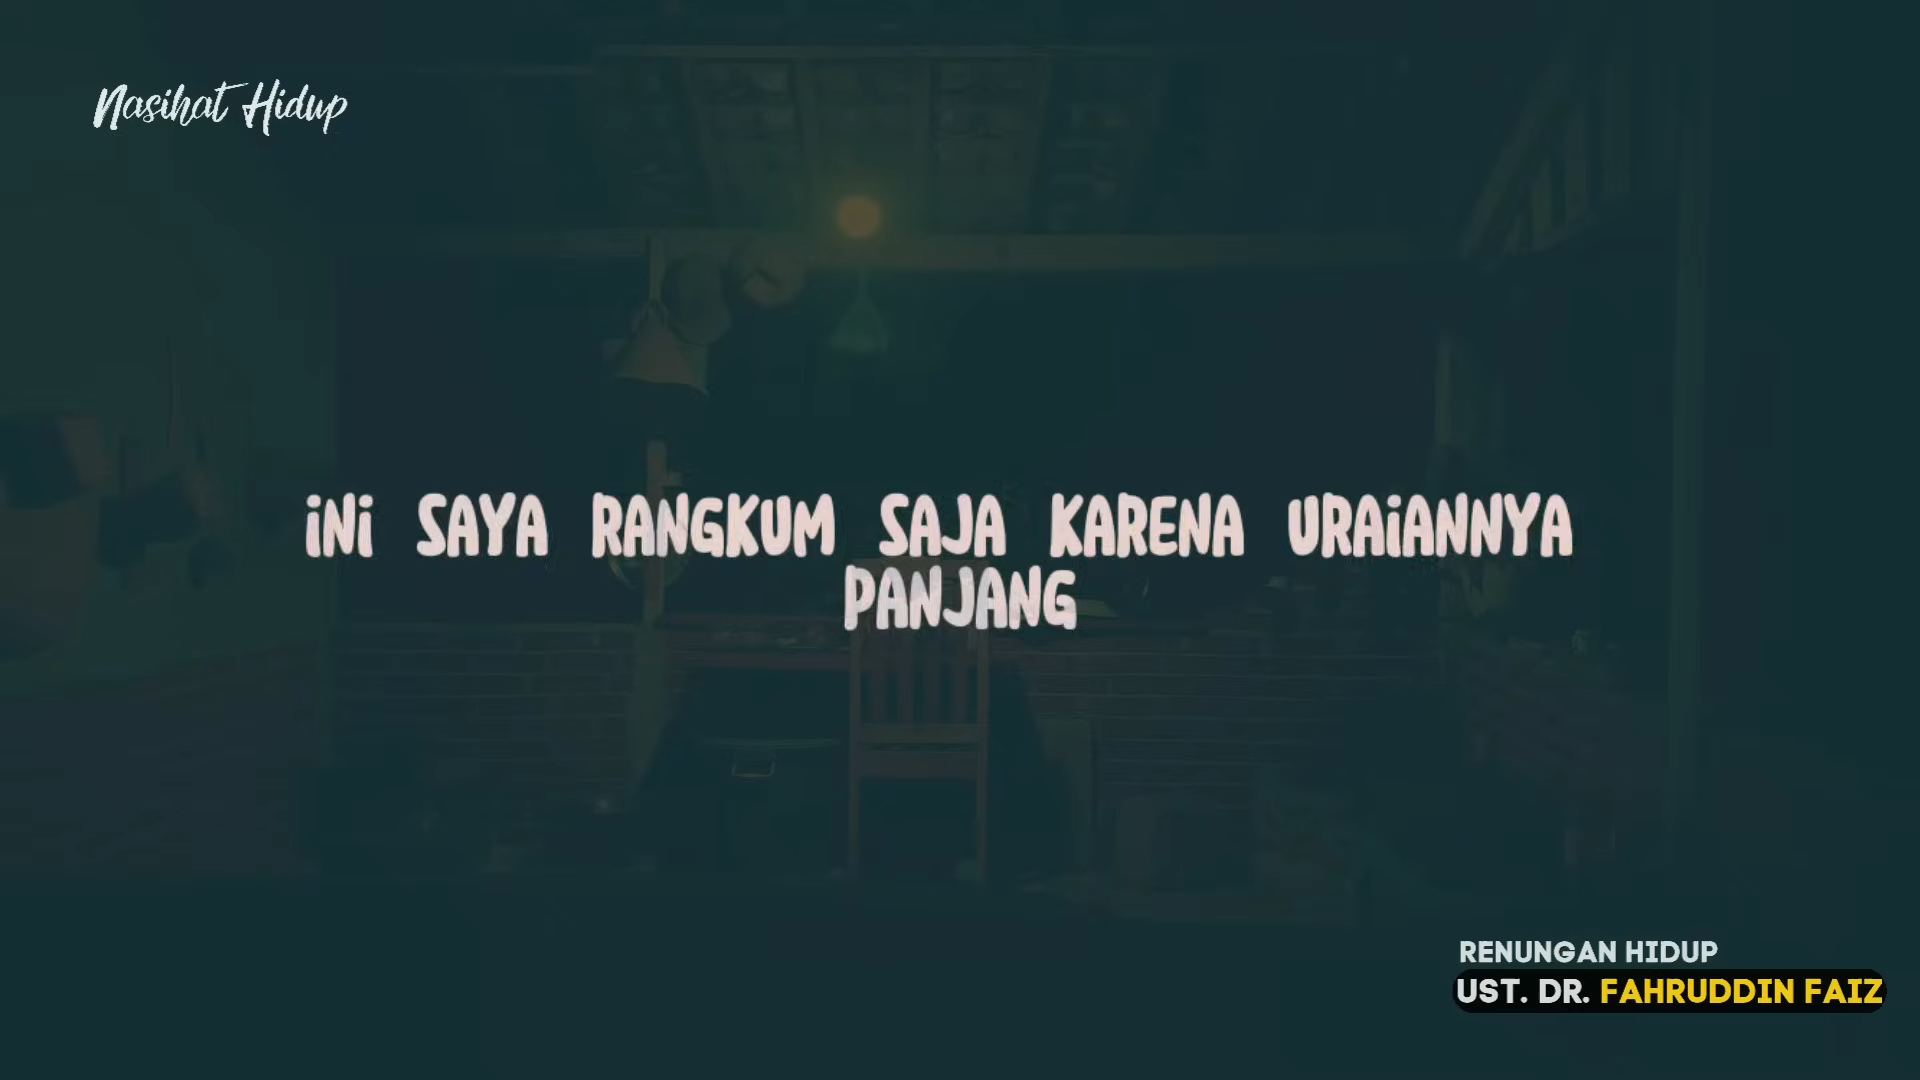 Nasihat Hidup
iNi SAYA RANGKUM SAJA KARENA URAiANNYA
PANJANG
RENUNGAN HIDUP
UST. DR. FAHRUDDIN FAIZ